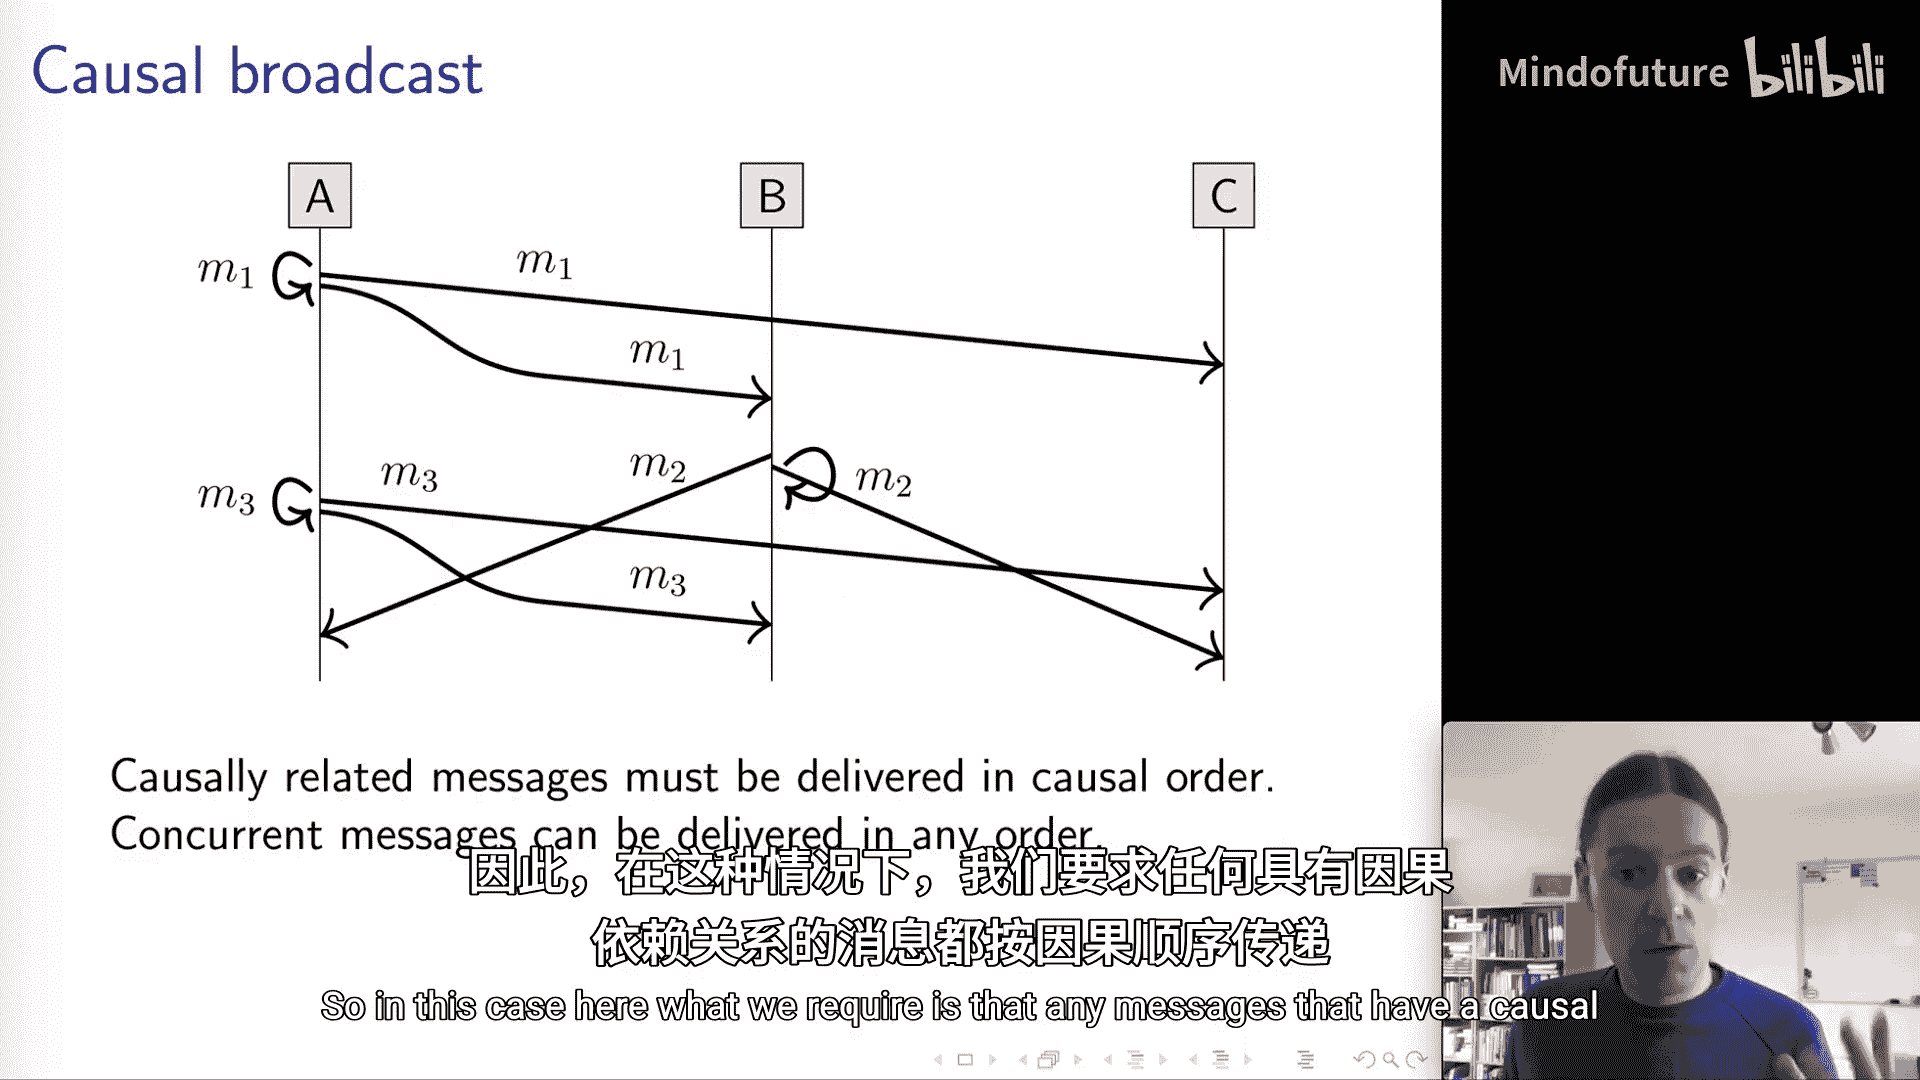 Causal broadcast
Mindofuture bilibili
A
B
C
m1
m1
m1
m2
m2
m3
m3
m3
Causally related messages must be delivered in causal order.
Concurrent messages can be delivered in any order.
因此，在这种情况下，我们要求任何具有因果
依赖关系的消息都按因果顺序传递
So in this case here what we require is that any messages that have a causal